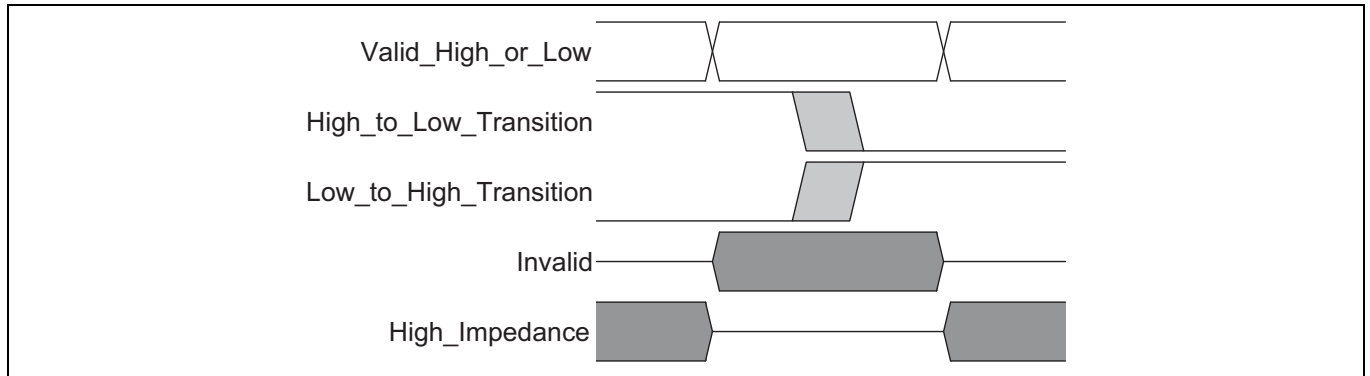 Valid_High_or_Low
High_to_Low_Transition
Low_to_High_Transition
Invalid
High_Impedance